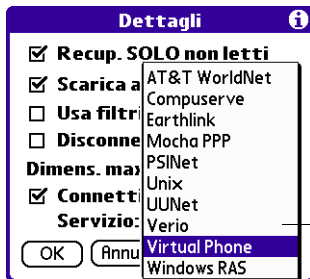 Dettagli
Recup. SOLO non letti
Scarica a
AT&T WorldNet
Compuserve
Usa filtri
Earthlink
Disconne
Mocha PPP
Dimens. max
PSINet
Unix
Connetti
UUNet
Servizio:
Verio
OK
Annu
Virtual Phone
Windows RAS